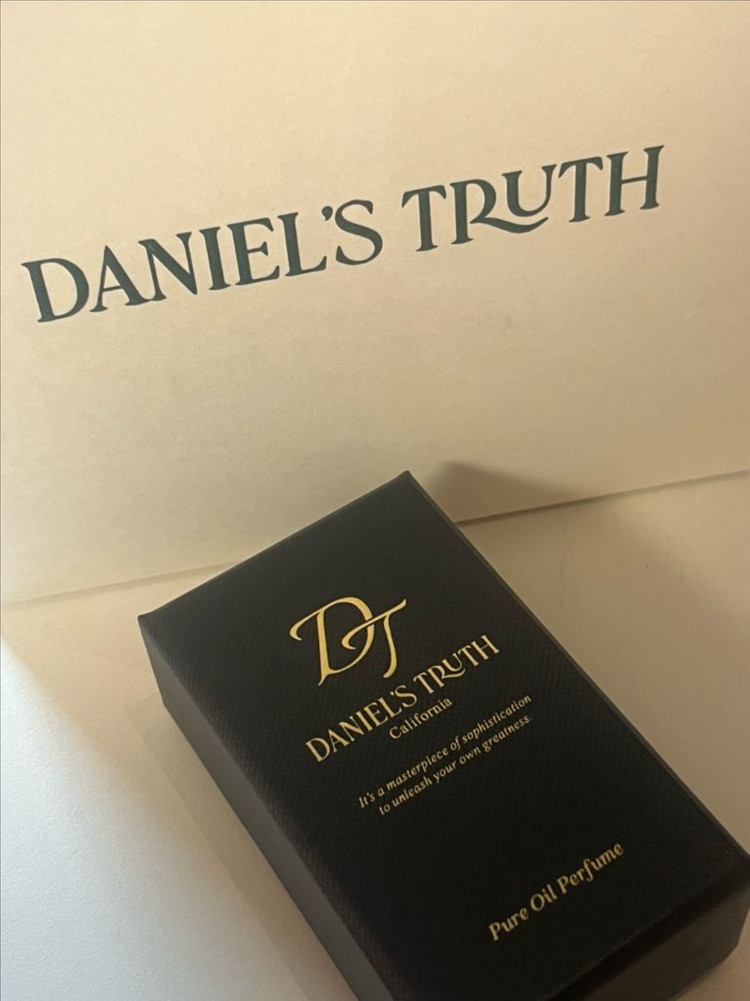 DANIEL'S TRUTH
DT
DANIEL'S TRUTH
California
It's a masterpiece of sophistication
to unleash your own greatness
Pure Oil Perfume